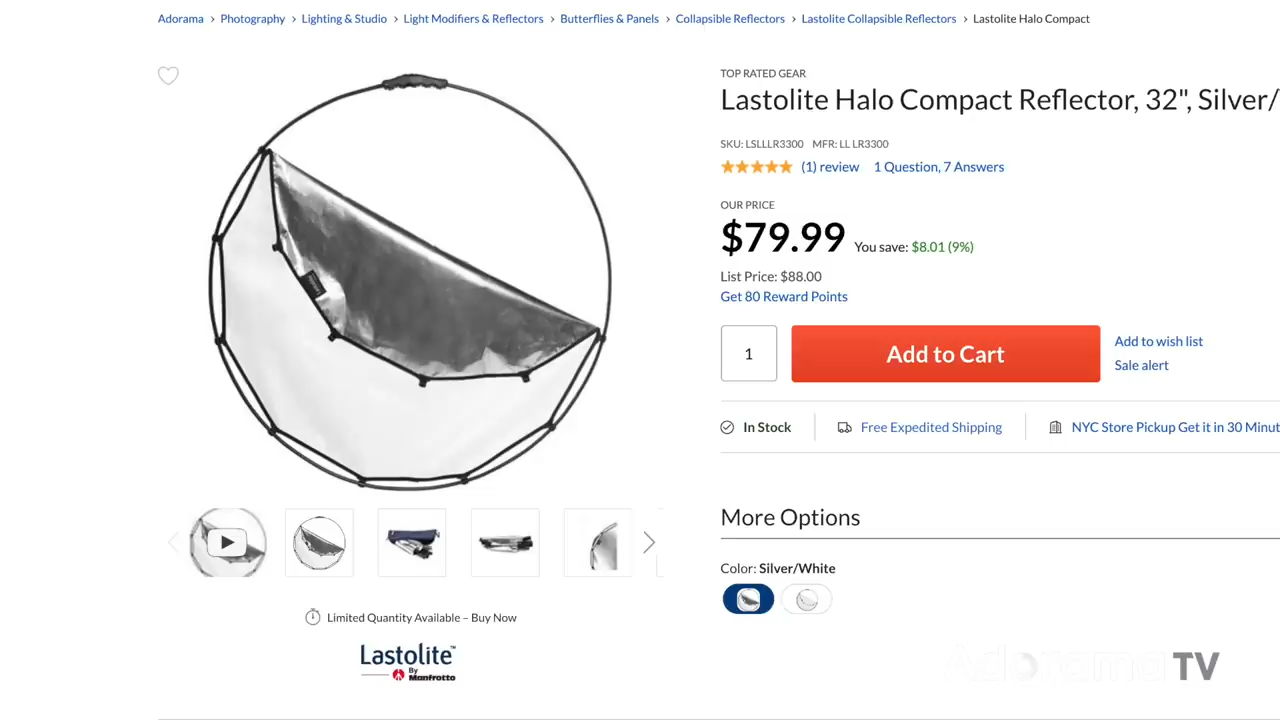 Adorama > Photography > Lighting & Studio > Light Modifiers & Reflectors > Butterflies & Panels > Collapsible Reflectors > Lastolite Collapsible Reflectors > Lastolite Halo Compact
TOP RATED GEAR
Lastolite Halo Compact Reflector, 32", Silver/
SKU: LSLLLR3300 MFR: LL LR3300
(1) review 1 Question, 7 Answers
OUR PRICE
$79.99 You save: $8.01 (9%)
List Price: $88.00
Get 80 Reward Points
1 Add to Cart
Add to wish list
Sale alert
In Stock Free Expedited Shipping NYC Store Pickup Get it in 30 Minut
More Options
Color: Silver/White
Limited Quantity Available – Buy Now
Lastolite™
By
Manfrotto
Adorama TV